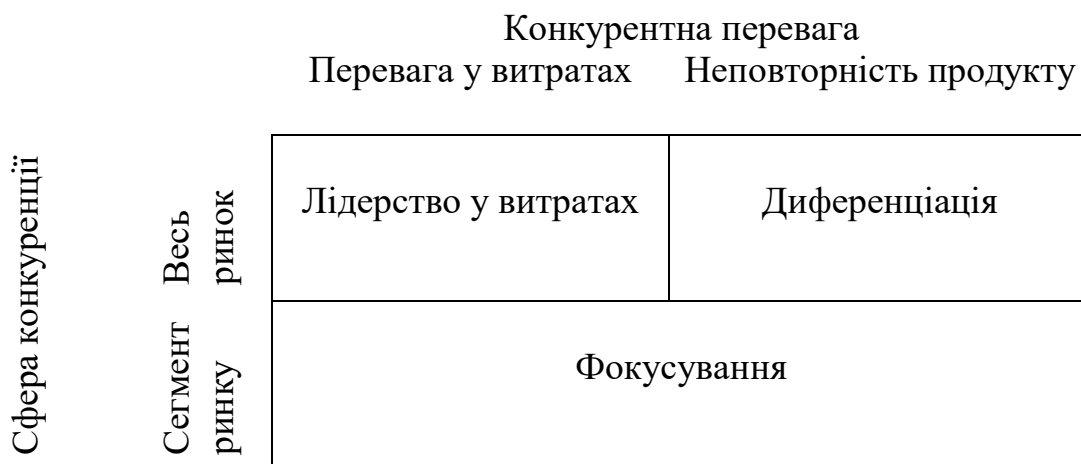 Конкурентна перевага
Перевага у витратах Неповторність продукту
Сфера конкуренції
Весь
ринок
Лідерство у витратах Диференціація
Сегмент
ринку
Фокусування